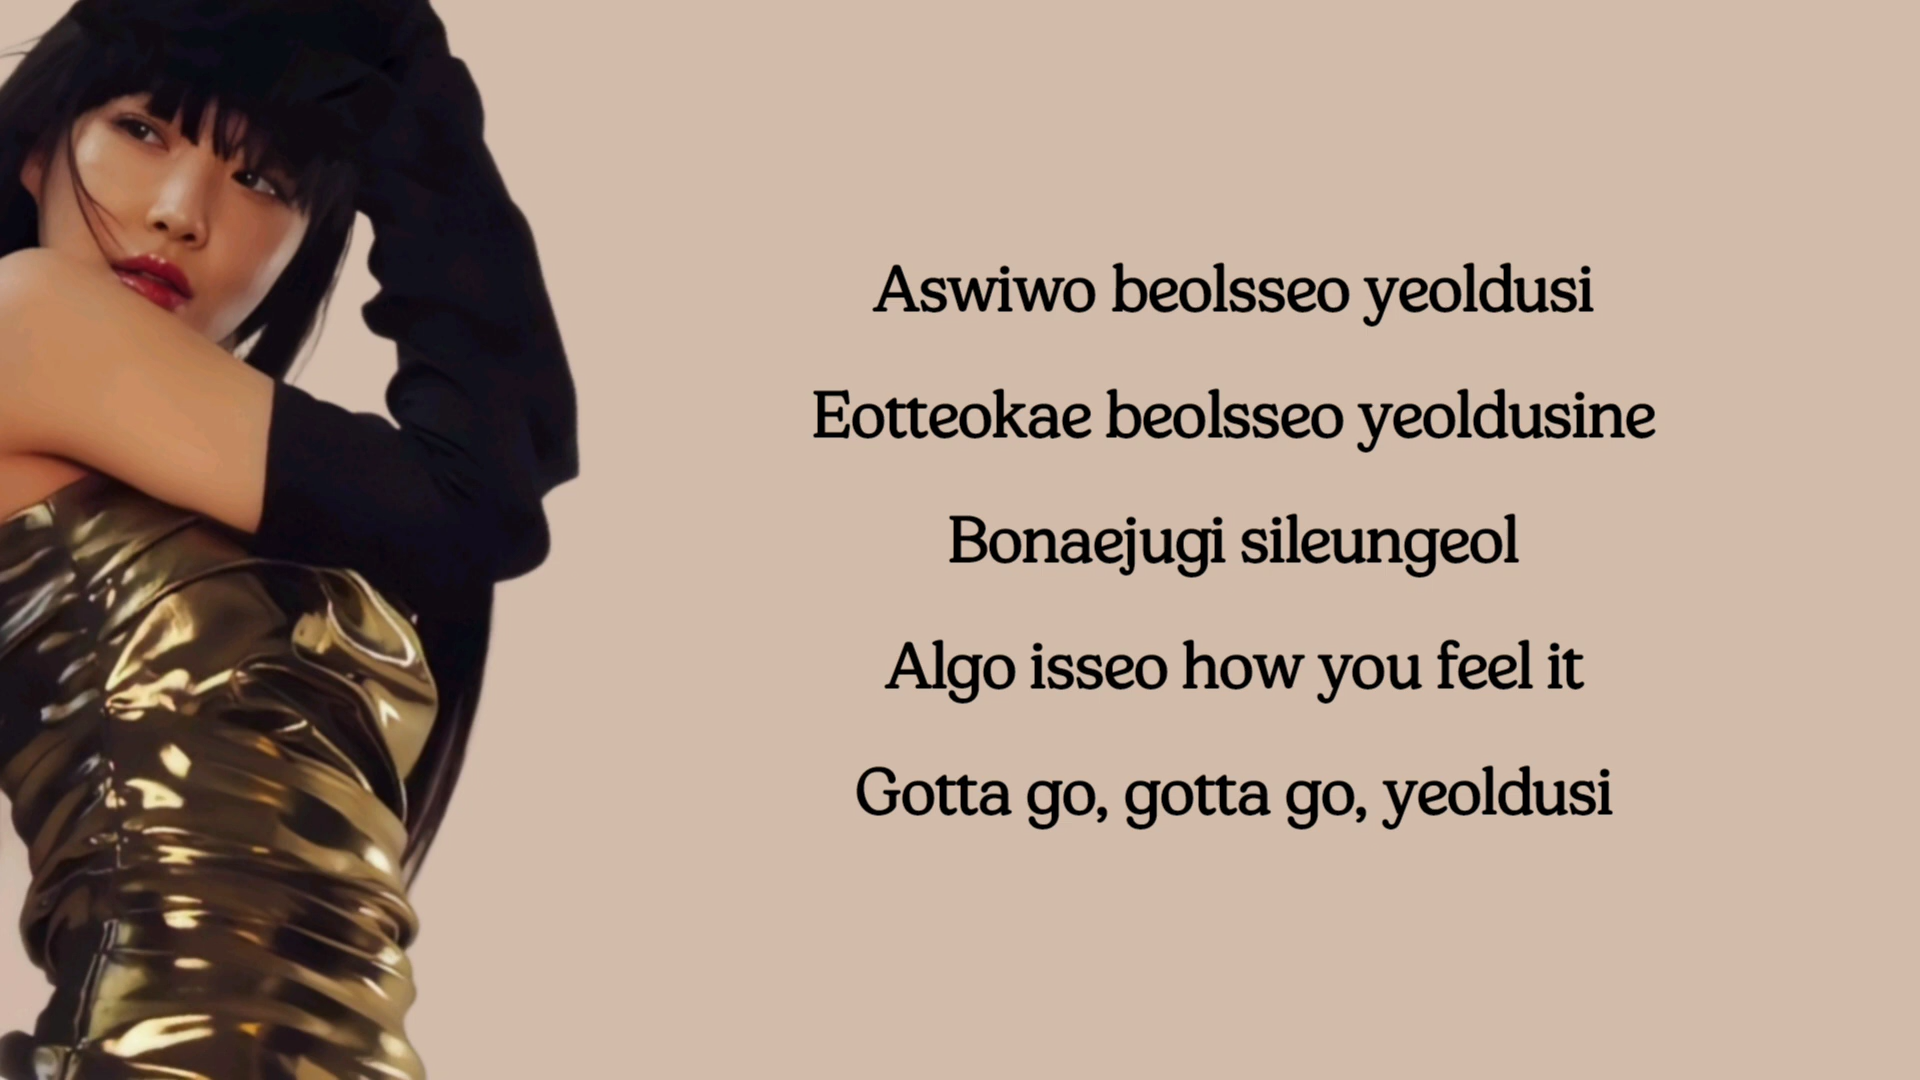 Aswiwo beolsseo yeoldusi
Eotteokae beolsseo yeoldusine
Bonaejugi sileungeol
Algo isseo how you feel it
Gotta go, gotta go, yeoldusi